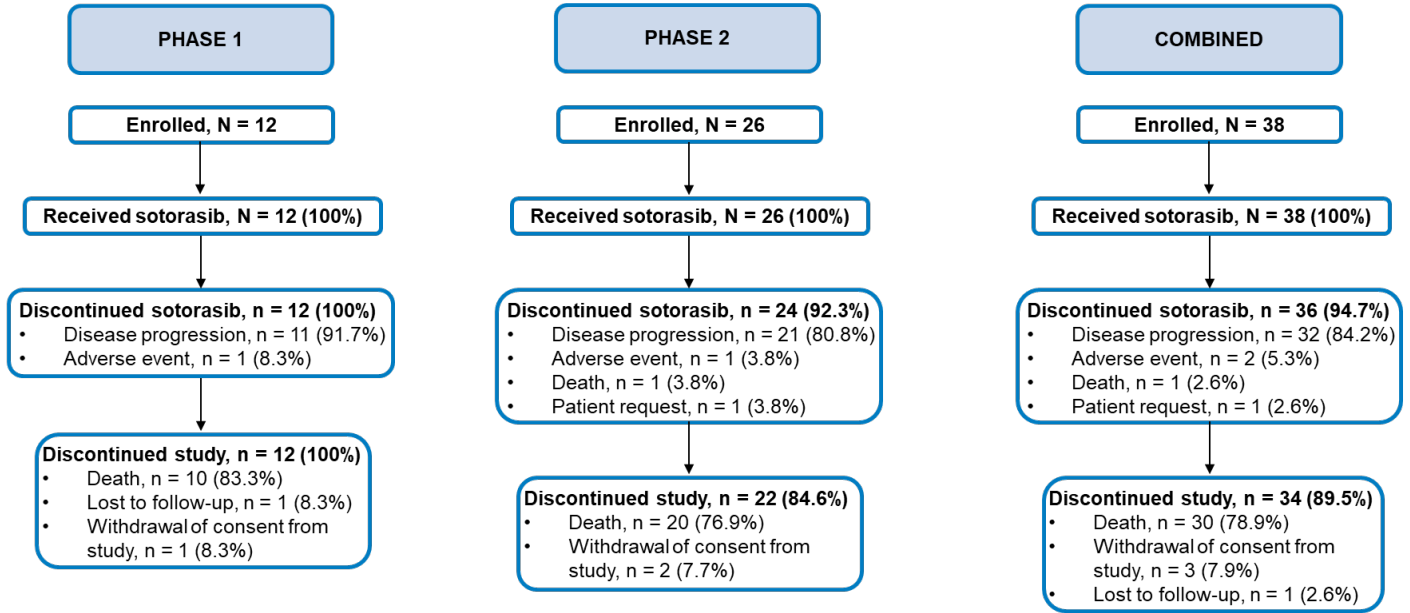 PHASE 1
Enrolled, N = 12
Received sotorasib, N = 12 (100%)
Discontinued sotorasib, n = 12 (100%)
• Disease progression, n = 11 (91.7%)
• Adverse event, n = 1 (8.3%)
Discontinued study, n = 12 (100%)
• Death, n = 10 (83.3%)
• Lost to follow-up, n = 1 (8.3%)
• Withdrawal of consent from
study, n = 1 (8.3%)
PHASE 2
Enrolled, N = 26
Received sotorasib, N = 26 (100%)
Discontinued sotorasib, n = 24 (92.3%)
• Disease progression, n = 21 (80.8%)
• Adverse event, n = 1 (3.8%)
• Death, n = 1 (3.8%)
• Patient request, n = 1 (3.8%)
Discontinued study, n = 22 (84.6%)
• Death, n = 20 (76.9%)
• Withdrawal of consent from
study, n = 2 (7.7%)
COMBINED
Enrolled, N = 38
Received sotorasib, N = 38 (100%)
Discontinued sotorasib, n = 36 (94.7%)
• Disease progression, n = 32 (84.2%)
• Adverse event, n = 2 (5.3%)
• Death, n = 1 (2.6%)
• Patient request, n = 1 (2.6%)
Discontinued study, n = 34 (89.5%)
• Death, n = 30 (78.9%)
• Withdrawal of consent from
study, n = 3 (7.9%)
• Lost to follow-up, n = 1 (2.6%)